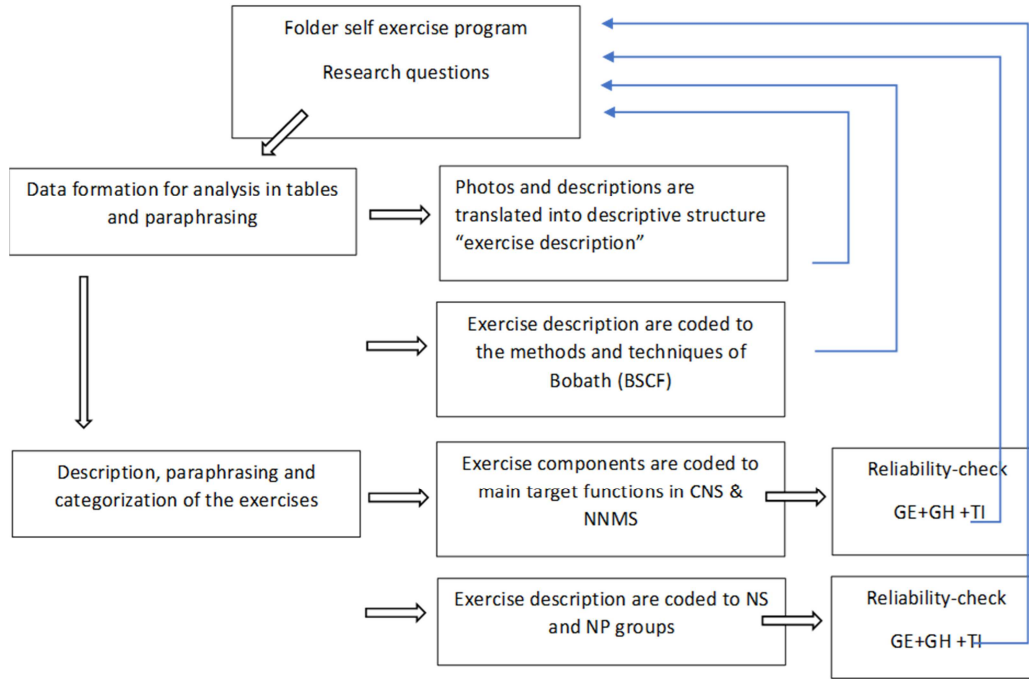 Folder self exercise program
Research questions
Data formation for analysis in tables
and paraphrasing
Photos and descriptions are
translated into descriptive structure
“exercise description”
Exercise description are coded to
the methods and techniques of
Bobath (BSCF)
Description, paraphrasing and
categorization of the exercises
Exercise components are coded to
main target functions in CNS &
NNMS
Reliability-check
GE+GH +TI
Exercise description are coded to NS
and NP groups
Reliability-check
GE+GH +TI